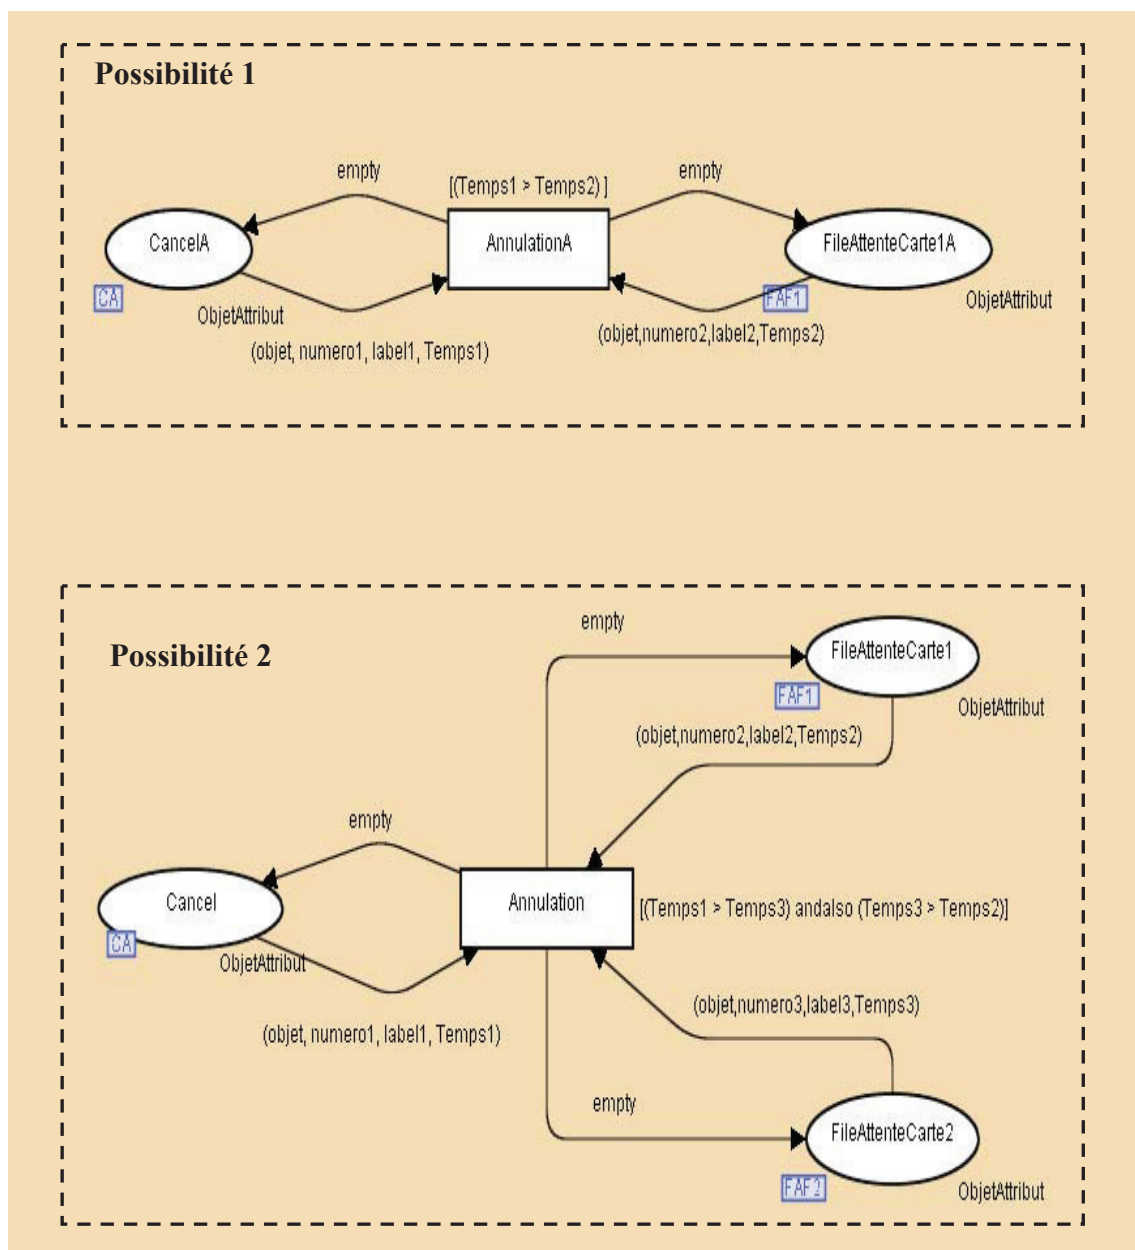 Possibilité 1
empty
empty
[(Temps1 > Temps2) ]
CancelA
AnnulationA
FileAttenteCarte1A
CA
FAF1
ObjetAttribut
ObjetAttribut
(objet, numero1, label1, Temps1)
(objet,numero2,label2,Temps2)
Possibilité 2
empty
FileAttenteCarte1
FAF1
ObjetAttribut
(objet,numero2,label2,Temps2)
empty
Cancel
Annulation
[(Temps1 > Temps3) andalso (Temps3 > Temps2)]
CA
ObjetAttribut
(objet,numero3,label3,Temps3)
(objet, numero1, label1, Temps1)
empty
FileAttenteCarte2
FAF2
ObjetAttribut